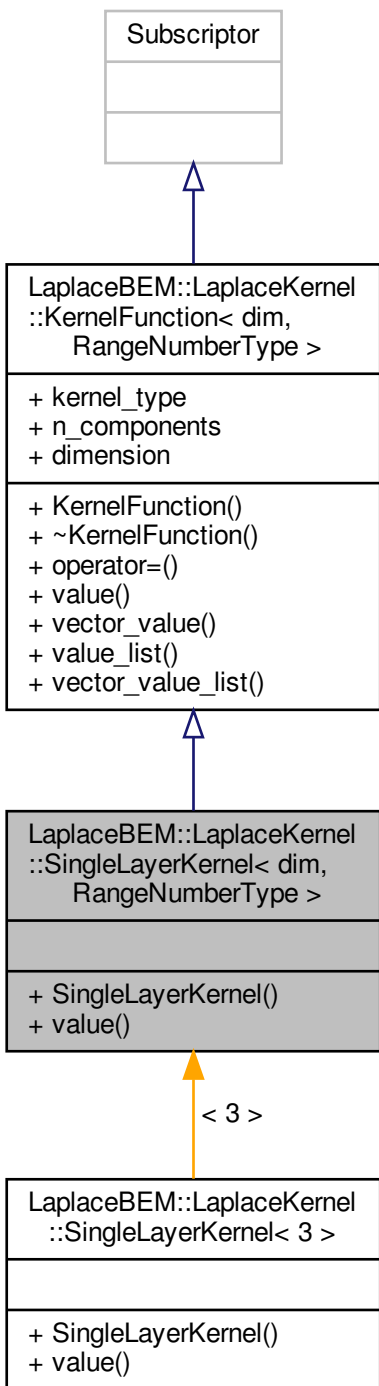 Subscriptor
LaplaceBEM::LaplaceKernel
::KernelFunction< dim,
RangeNumberType >
+ kernel_type
+ n_components
+ dimension
+ KernelFunction()
+ ~KernelFunction()
+ operator=()
+ value()
+ vector_value()
+ value_list()
+ vector_value_list()
LaplaceBEM::LaplaceKernel
::SingleLayerKernel< dim,
RangeNumberType >
+ SingleLayerKernel()
+ value()
< 3 >
LaplaceBEM::LaplaceKernel
::SingleLayerKernel< 3 >
+ SingleLayerKernel()
+ value()